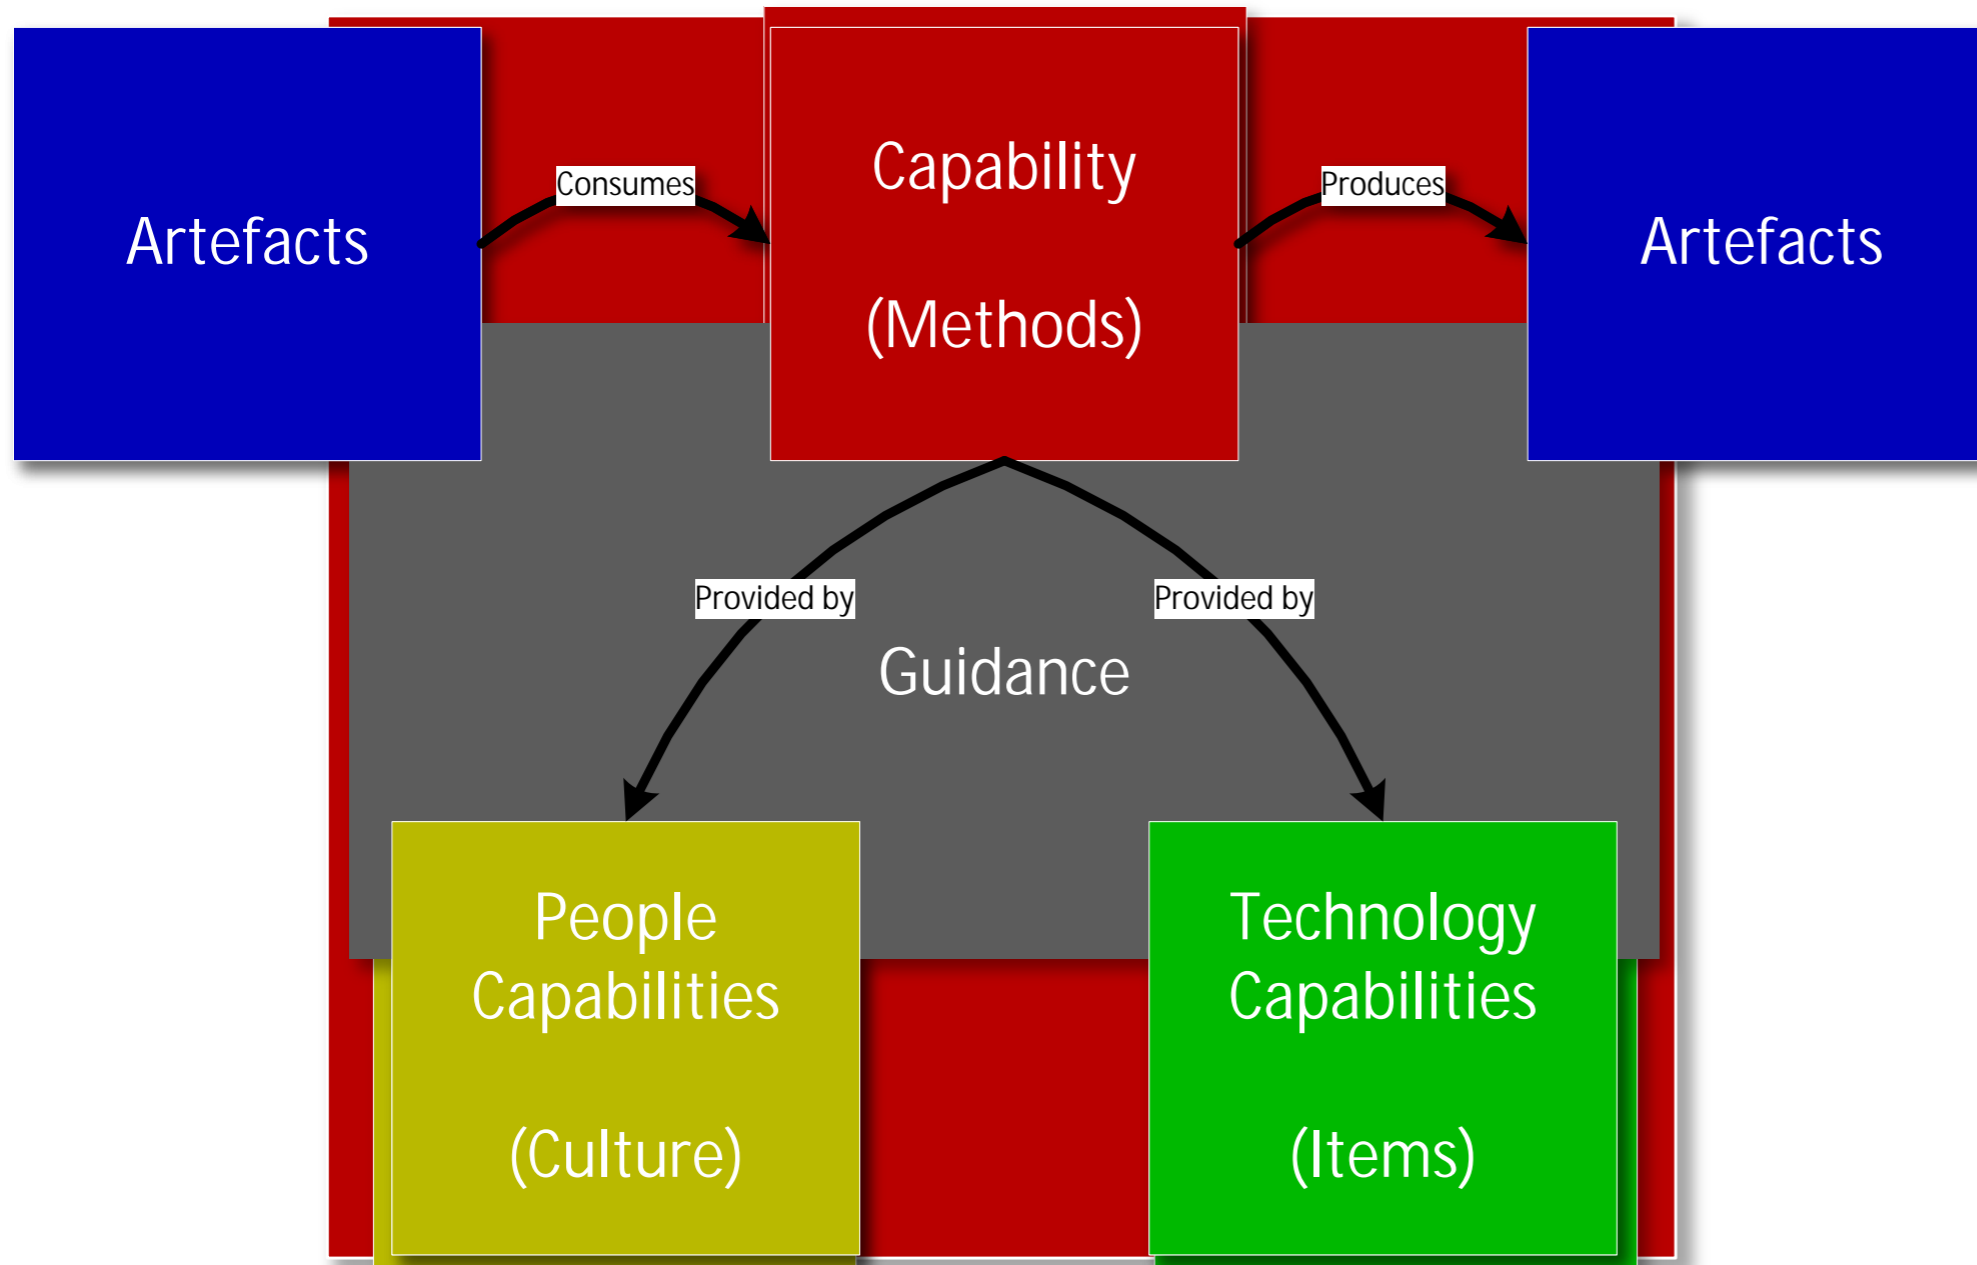 Artefacts
Consumes
Capability
(Methods)
Produces
Artefacts
Provided by
Provided by
Guidance
People
Capabilities
(Culture)
Technology
Capabilities
(Items)